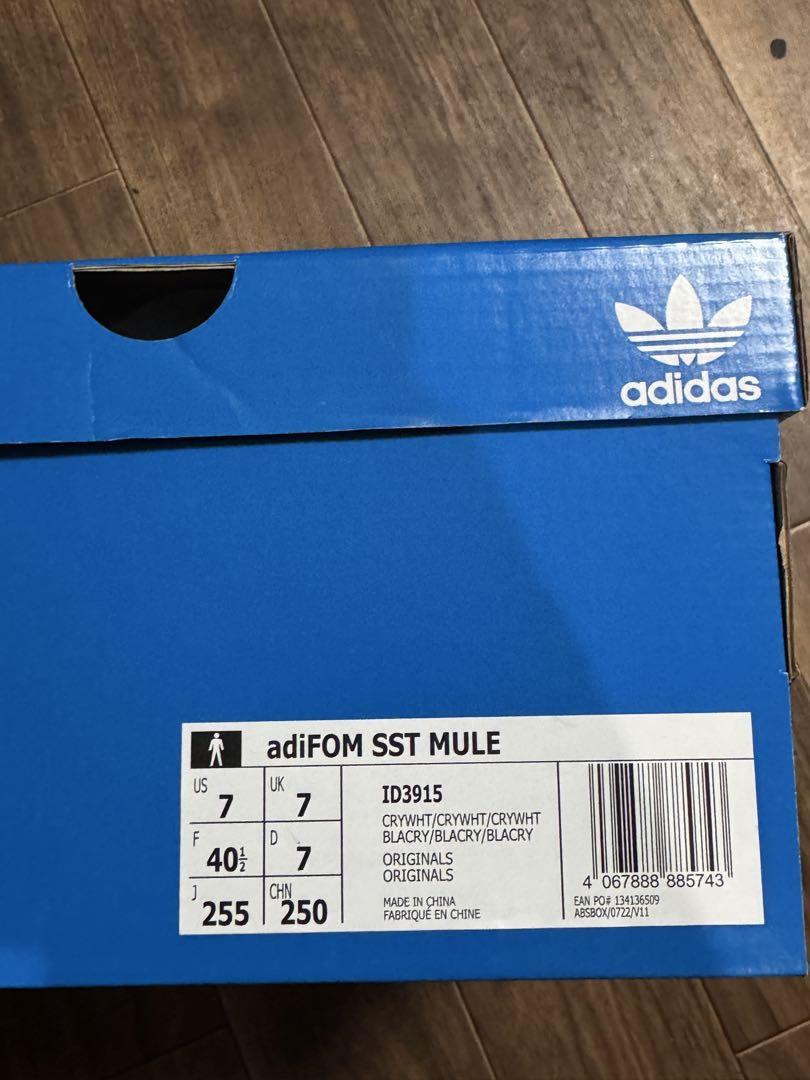 adidas
adiFOM SST MULE
US 7 UK 7
F 40½ D 7
J 255 CHN 250
ID3915
CRYWHT/CRYWHT/CRYWHT
BLACRY/BLACRY/BLACRY
ORIGINALS
ORIGINALS
MADE IN CHINA
FABRIQUÉ EN CHINE
4 067888 885743
EAN PO# 134136509
ABSBOX/0722/V11